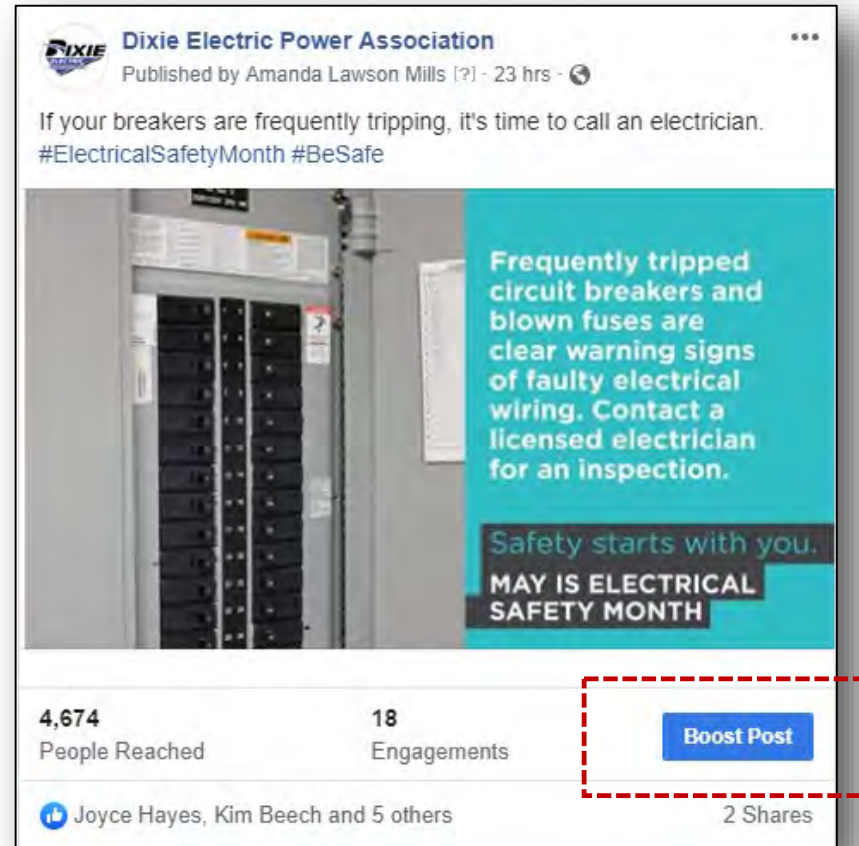 DIXIE
ELECTRIC
Dixie Electric Power Association
Published by Amanda Lawson Mills [?] · 23 hrs ·
If your breakers are frequently tripping, it's time to call an electrician.
#ElectricalSafetyMonth #BeSafe
Frequently tripped
circuit breakers and
blown fuses are
clear warning signs
of faulty electrical
wiring. Contact a
licensed electrician
for an inspection.
Safety starts with you.
MAY IS ELECTRICAL
SAFETY MONTH
4,674
People Reached
18
Engagements
Boost Post
Joyce Hayes, Kim Beech and 5 others
2 Shares